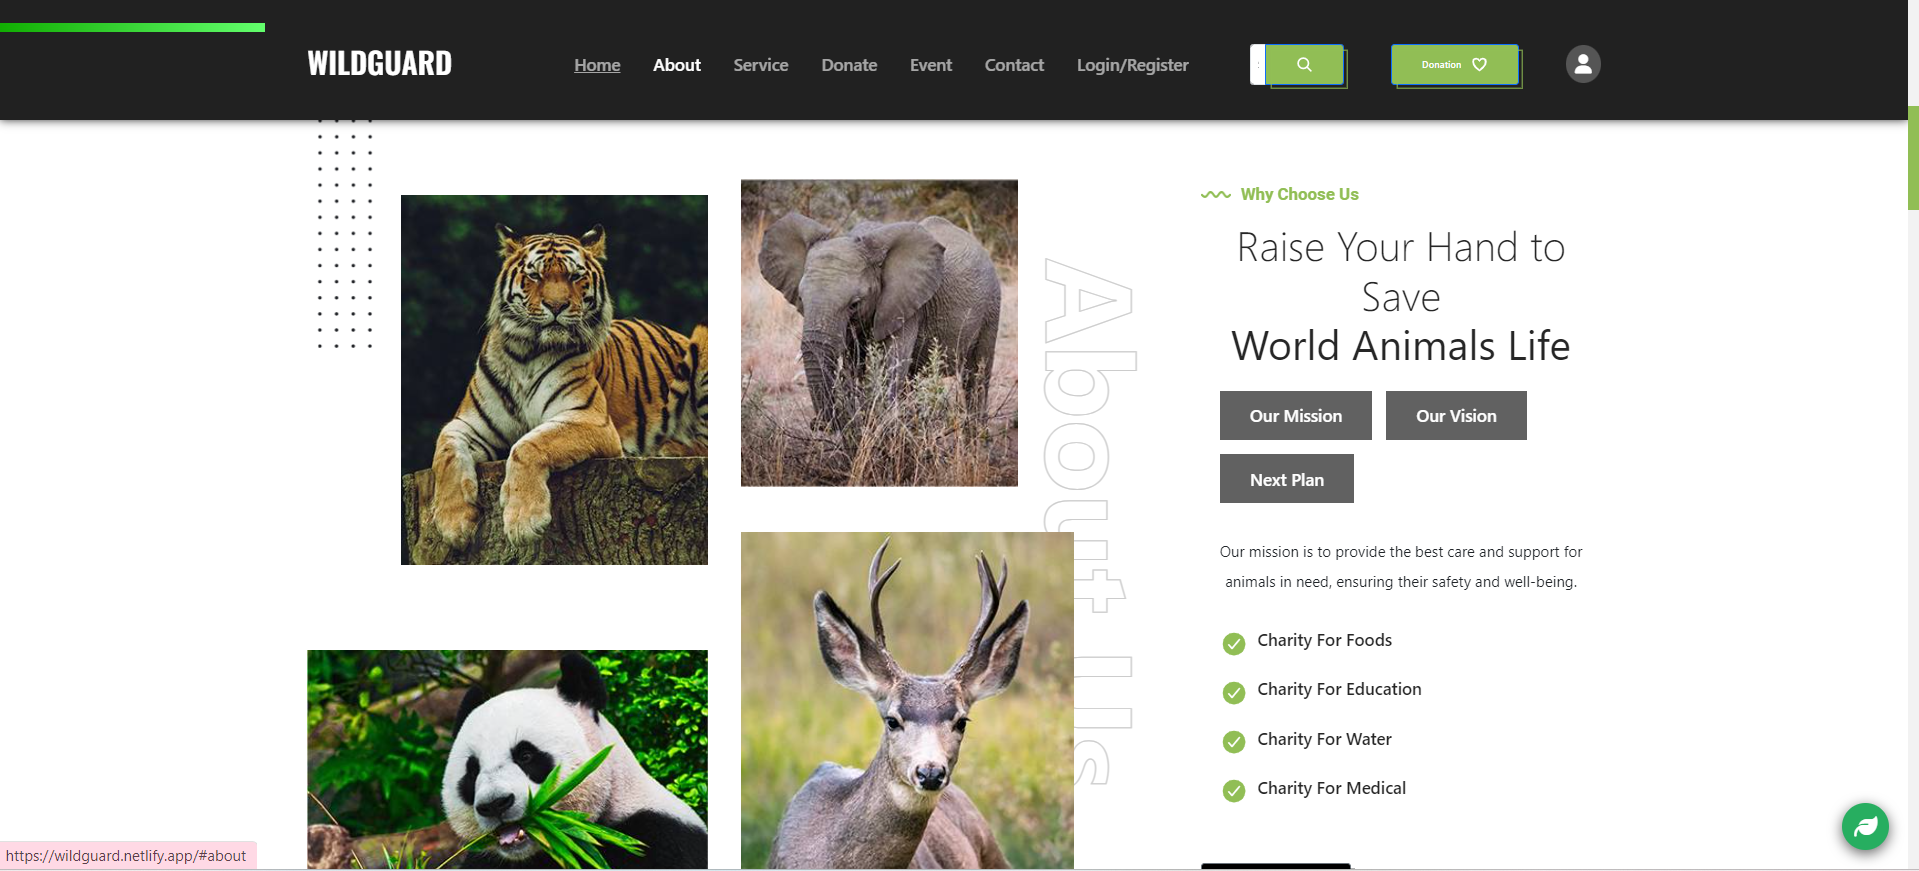 WILDGUARD
Home About Service Donate Event Contact Login/Register
Donation
Why Choose Us
Raise Your Hand to
Save
World Animals Life
About Us
Our Mission Our Vision
Next Plan
Our mission is to provide the best care and support for
animals in need, ensuring their safety and well-being.
Charity For Foods
Charity For Education
Charity For Water
Charity For Medical
https://wildguard.netlify.app/#about